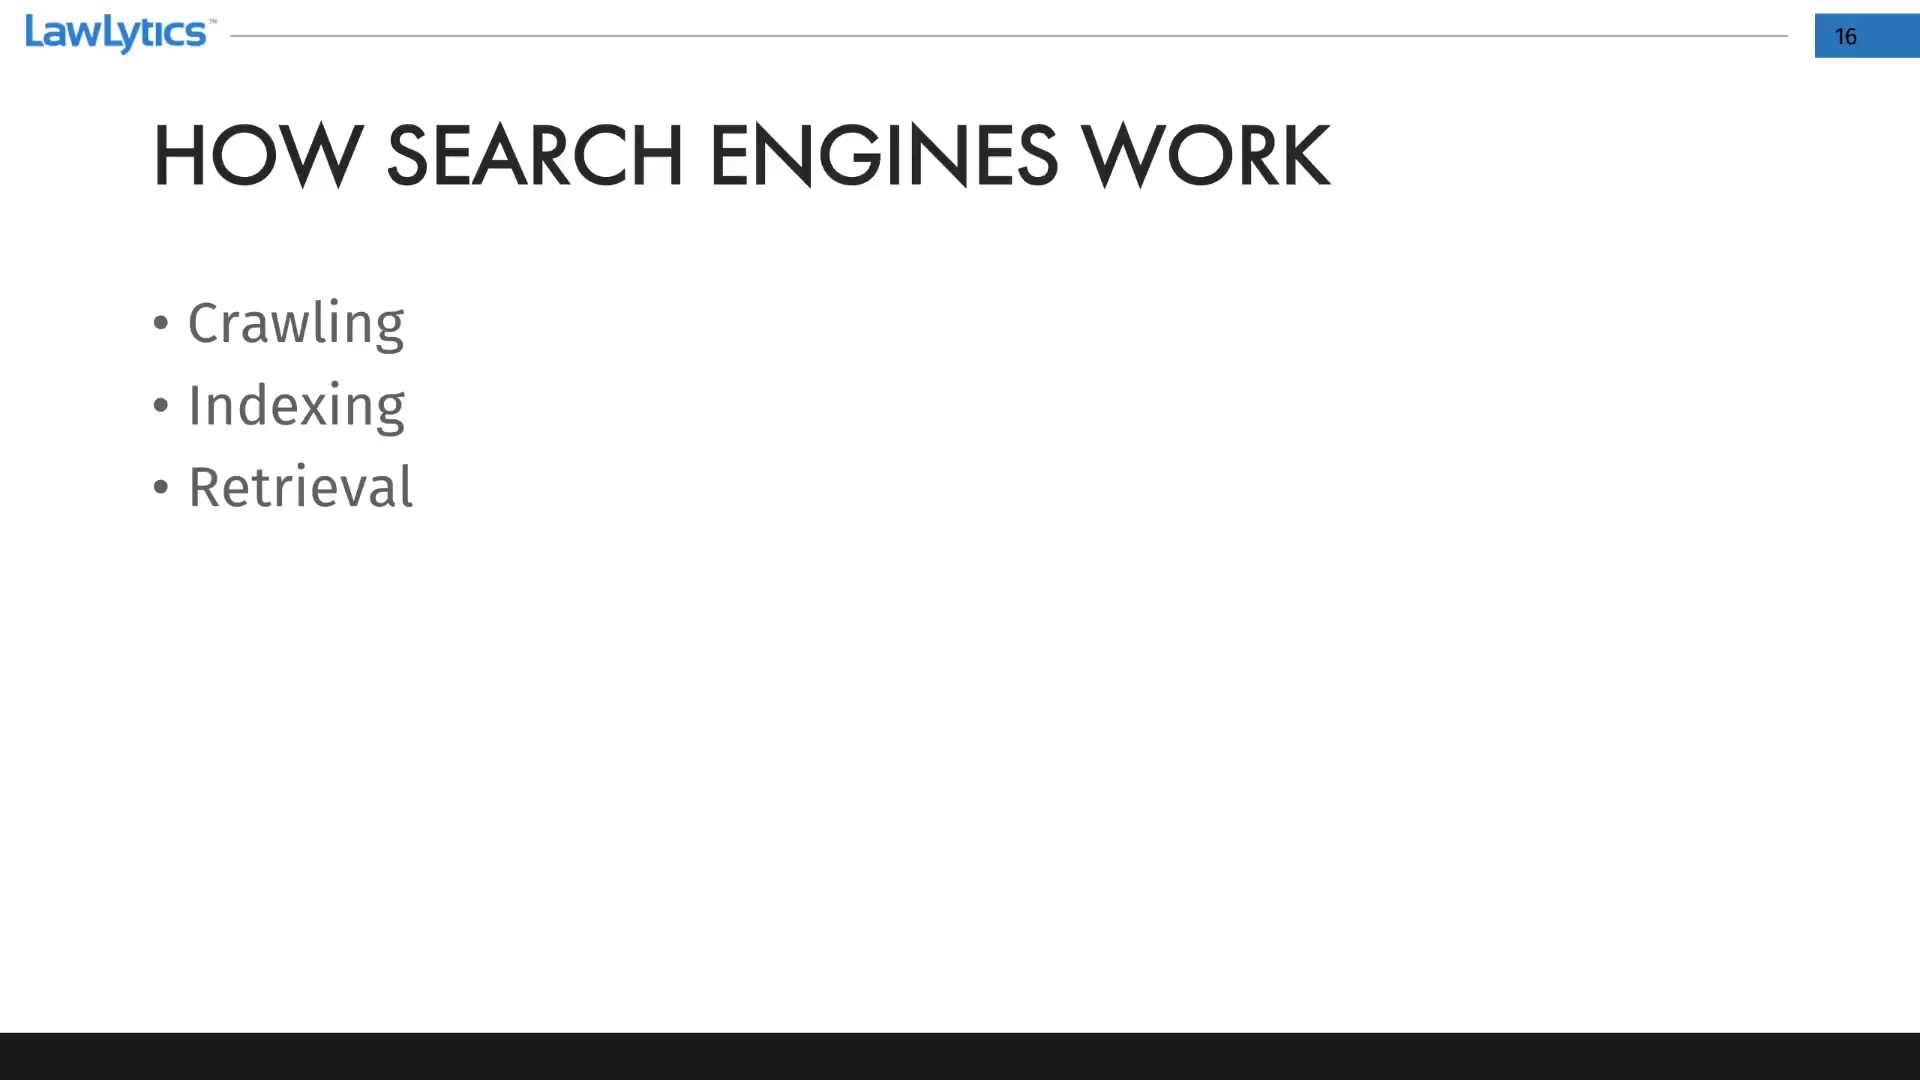 LawLytics™
16
HOW SEARCH ENGINES WORK
• Crawling
• Indexing
• Retrieval